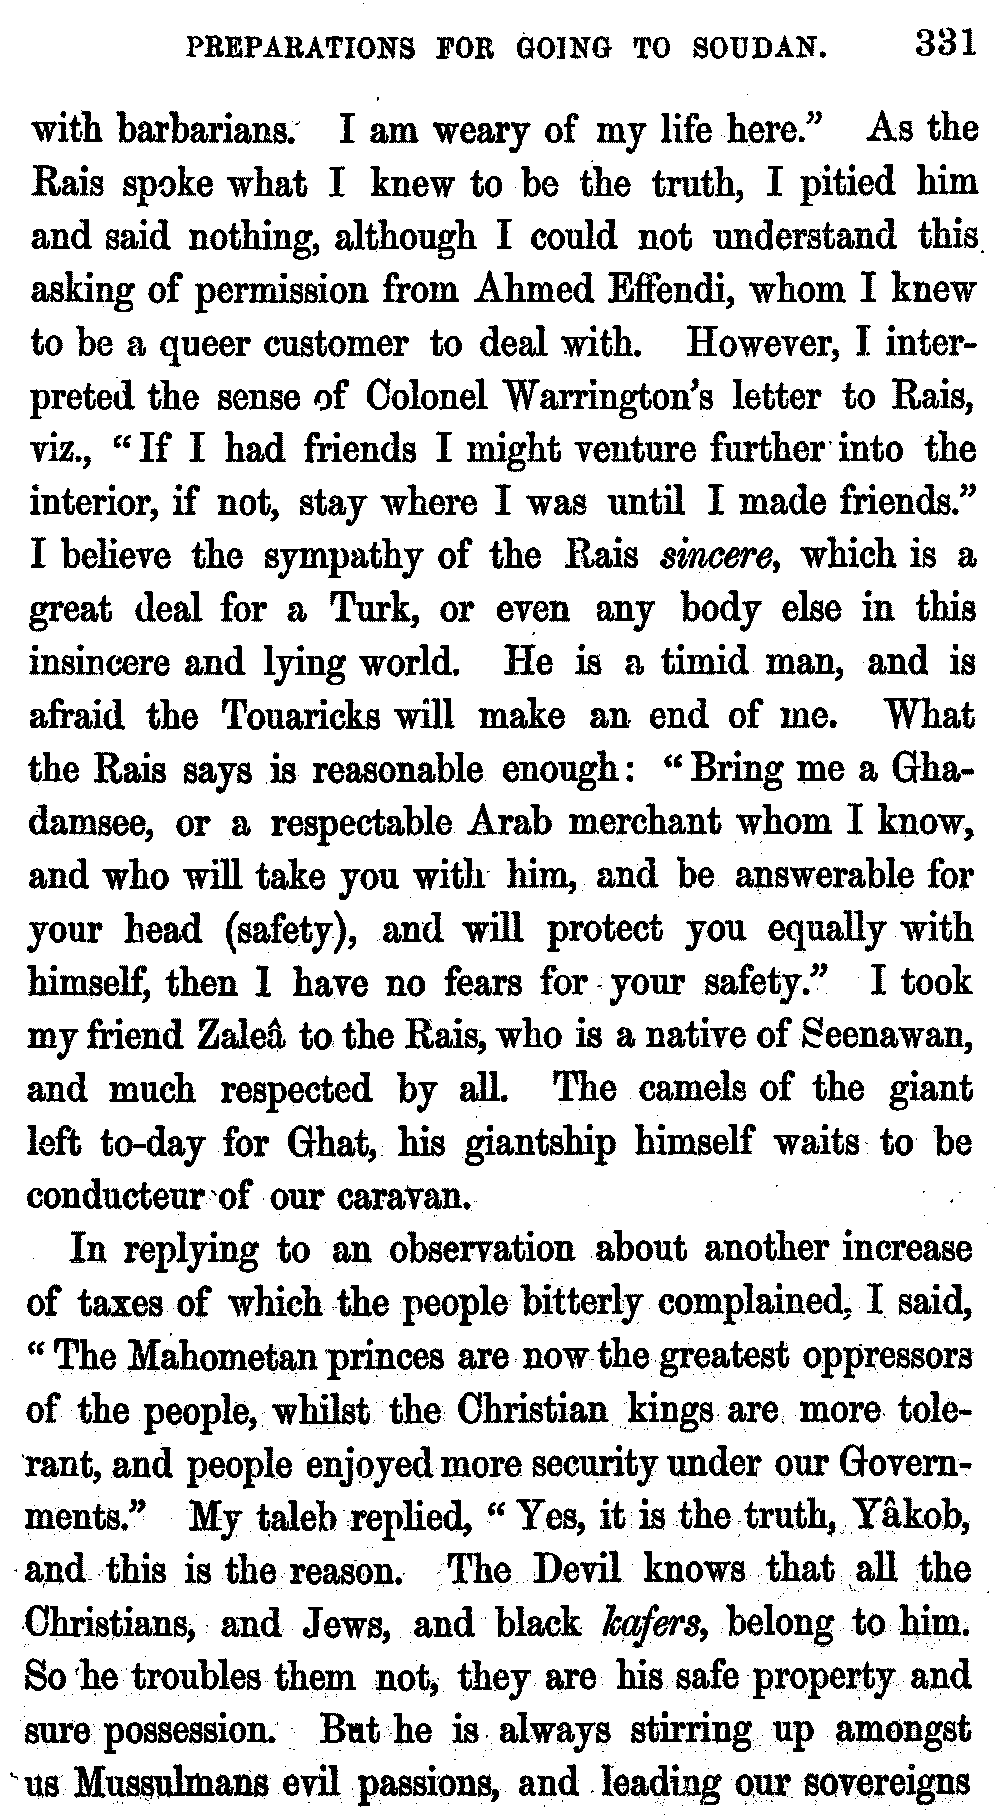 PREPARATIONS FOR GOING TO SOUDAN. 331
with barbarians. I am weary of my life here.” As the
Rais spoke what I knew to be the truth, I pitied him
and said nothing, although I could not understand this
asking of permission from Ahmed Effendi, whom I knew
to be a queer customer to deal with. However, I inter-
preted the sense of Colonel Warrington’s letter to Rais,
viz., “If I had friends I might venture further into the
interior, if not, stay where I was until I made friends.”
I believe the sympathy of the Rais sincere, which is a
great deal for a Turk, or even any body else in this
insincere and lying world. He is a timid man, and is
afraid the Touaricks will make an end of me. What
the Rais says is reasonable enough: “Bring me a Gha-
damsee, or a respectable Arab merchant whom I know,
and who will take you with him, and be answerable for
your head (safety), and will protect you equally with
himself, then I have no fears for your safety.” I took
my friend Zaleâ to the Rais, who is a native of Seenawan,
and much respected by all. The camels of the giant
left to-day for Ghat, his giantship himself waits to be
conducteur of our caravan.
In replying to an observation about another increase
of taxes of which the people bitterly complained, I said,
“The Mahometan princes are now the greatest oppressors
of the people, whilst the Christian kings are more tole-
rant, and people enjoyed more security under our Govern-
ments.” My taleb replied, “Yes, it is the truth, Yâkob,
and this is the reason. The Devil knows that all the
Christians, and Jews, and black kafers, belong to him.
So he troubles them not, they are his safe property and
sure possession. But he is always stirring up amongst
us Mussulmans evil passions, and leading our sovereigns